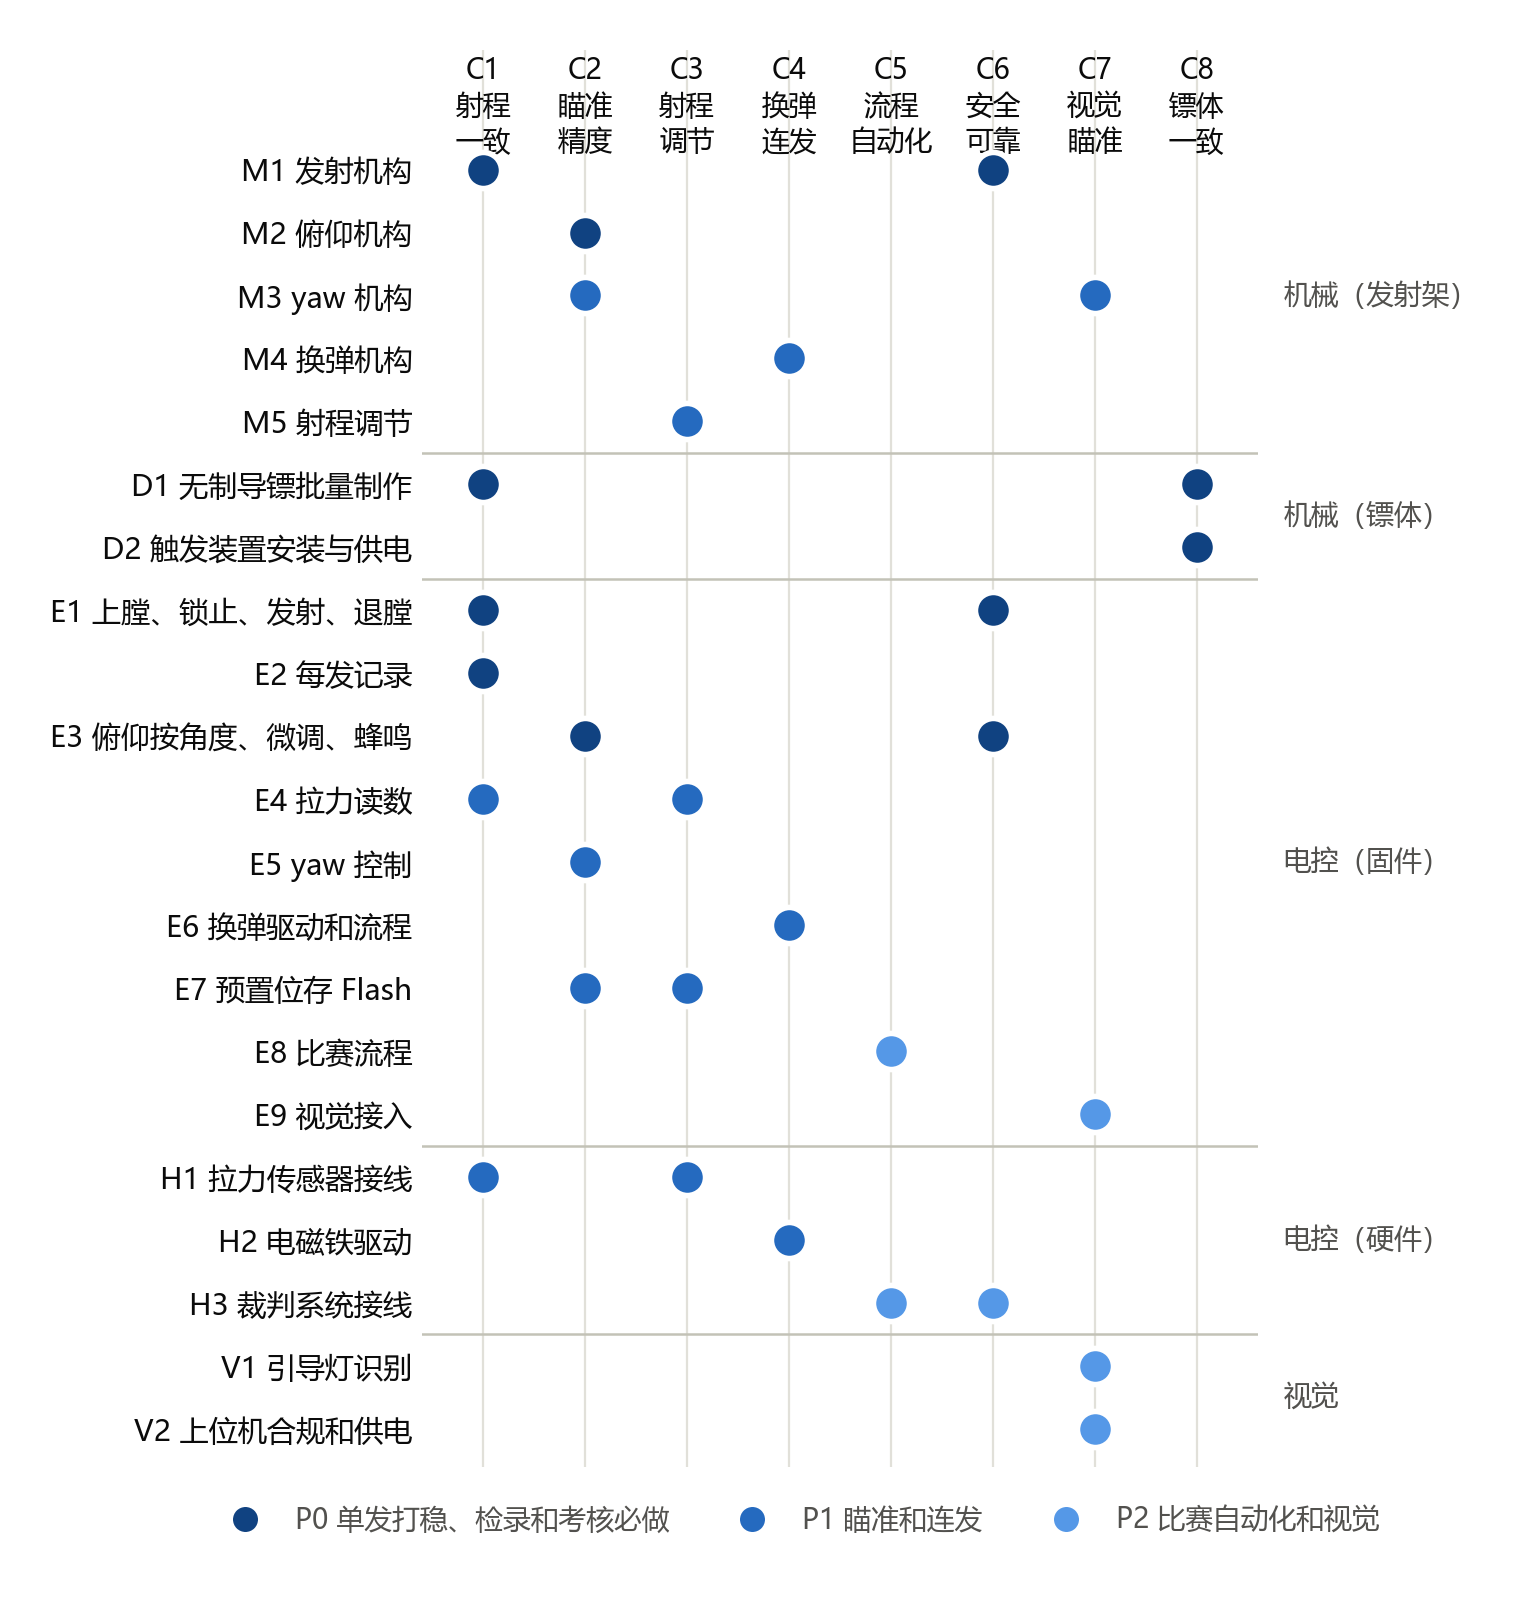 C1 C2 C3 C4 C5 C6 C7 C8
射程 瞄准 射程 换弹 流程 安全 视觉 镖体
一致 精度 调节 连发 自动化 可靠 瞄准 一致
M1 发射机构
M2 俯仰机构
M3 yaw 机构
机械（发射架）
M4 换弹机构
M5 射程调节
D1 无制导镖批量制作
机械（镖体）
D2 触发装置安装与供电
E1 上膛、锁止、发射、退膛
E2 每发记录
E3 俯仰按角度、微调、蜂鸣
E4 拉力读数
E5 yaw 控制
电控（固件）
E6 换弹驱动和流程
E7 预置位存 Flash
E8 比赛流程
E9 视觉接入
H1 拉力传感器接线
H2 电磁铁驱动
电控（硬件）
H3 裁判系统接线
V1 引导灯识别
视觉
V2 上位机合规和供电
P0 单发打稳、检录和考核必做 P1 瞄准和连发 P2 比赛自动化和视觉